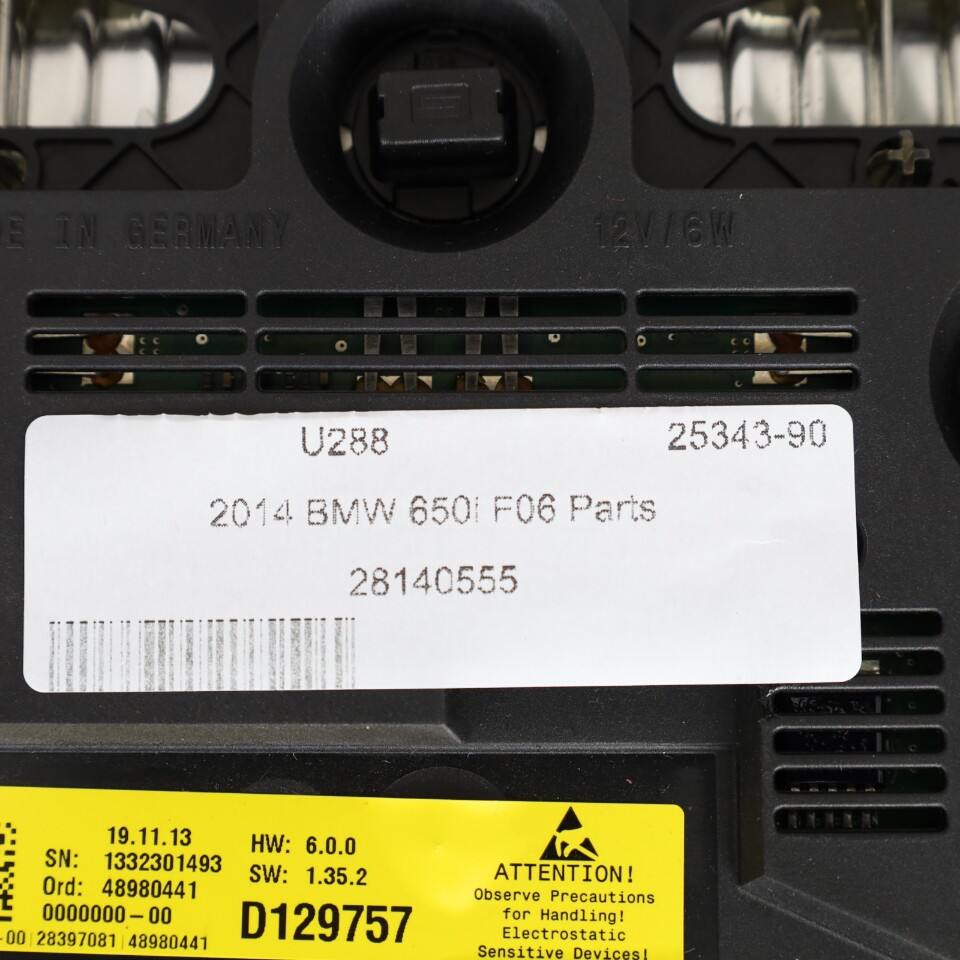 DE IN GERMANY
12V/6W
U288
25343-90
2014 BMW 650i F06 Parts
28140555
19.11.13
SN: 1332301493
Ord: 48980441
0000000-00
-00 | 28397081 | 48980441
HW: 6.0.0
SW: 1.35.2
D129757
ATTENTION!
Observe Precautions
for Handling!
Electrostatic
Sensitive Devices!